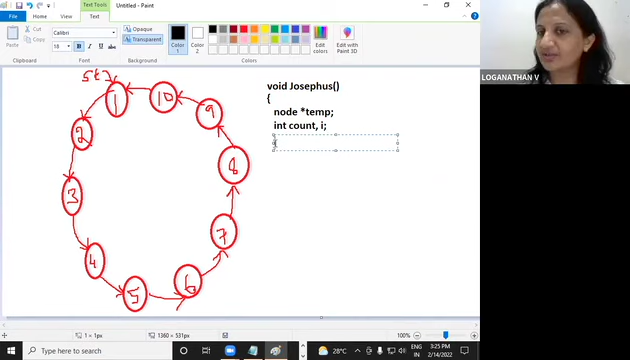 Text Tools
Untitled - Paint
File
Home
View
Text
Paste
Clipboard
Calibri
18
B
I
U
Font
Opaque
Transparent
Background
Color 1
Color 2
Colors
Edit colors
Edit with Paint 3D
LOGANATHAN V
1
10
9
2
8
3
7
4
6
5
void Josephus()
{
node *temp;
int count, i;
1 × 1px
1360 × 531px
100%
Type here to search
28°C
ENG
IN
3:25 PM
2/14/2022